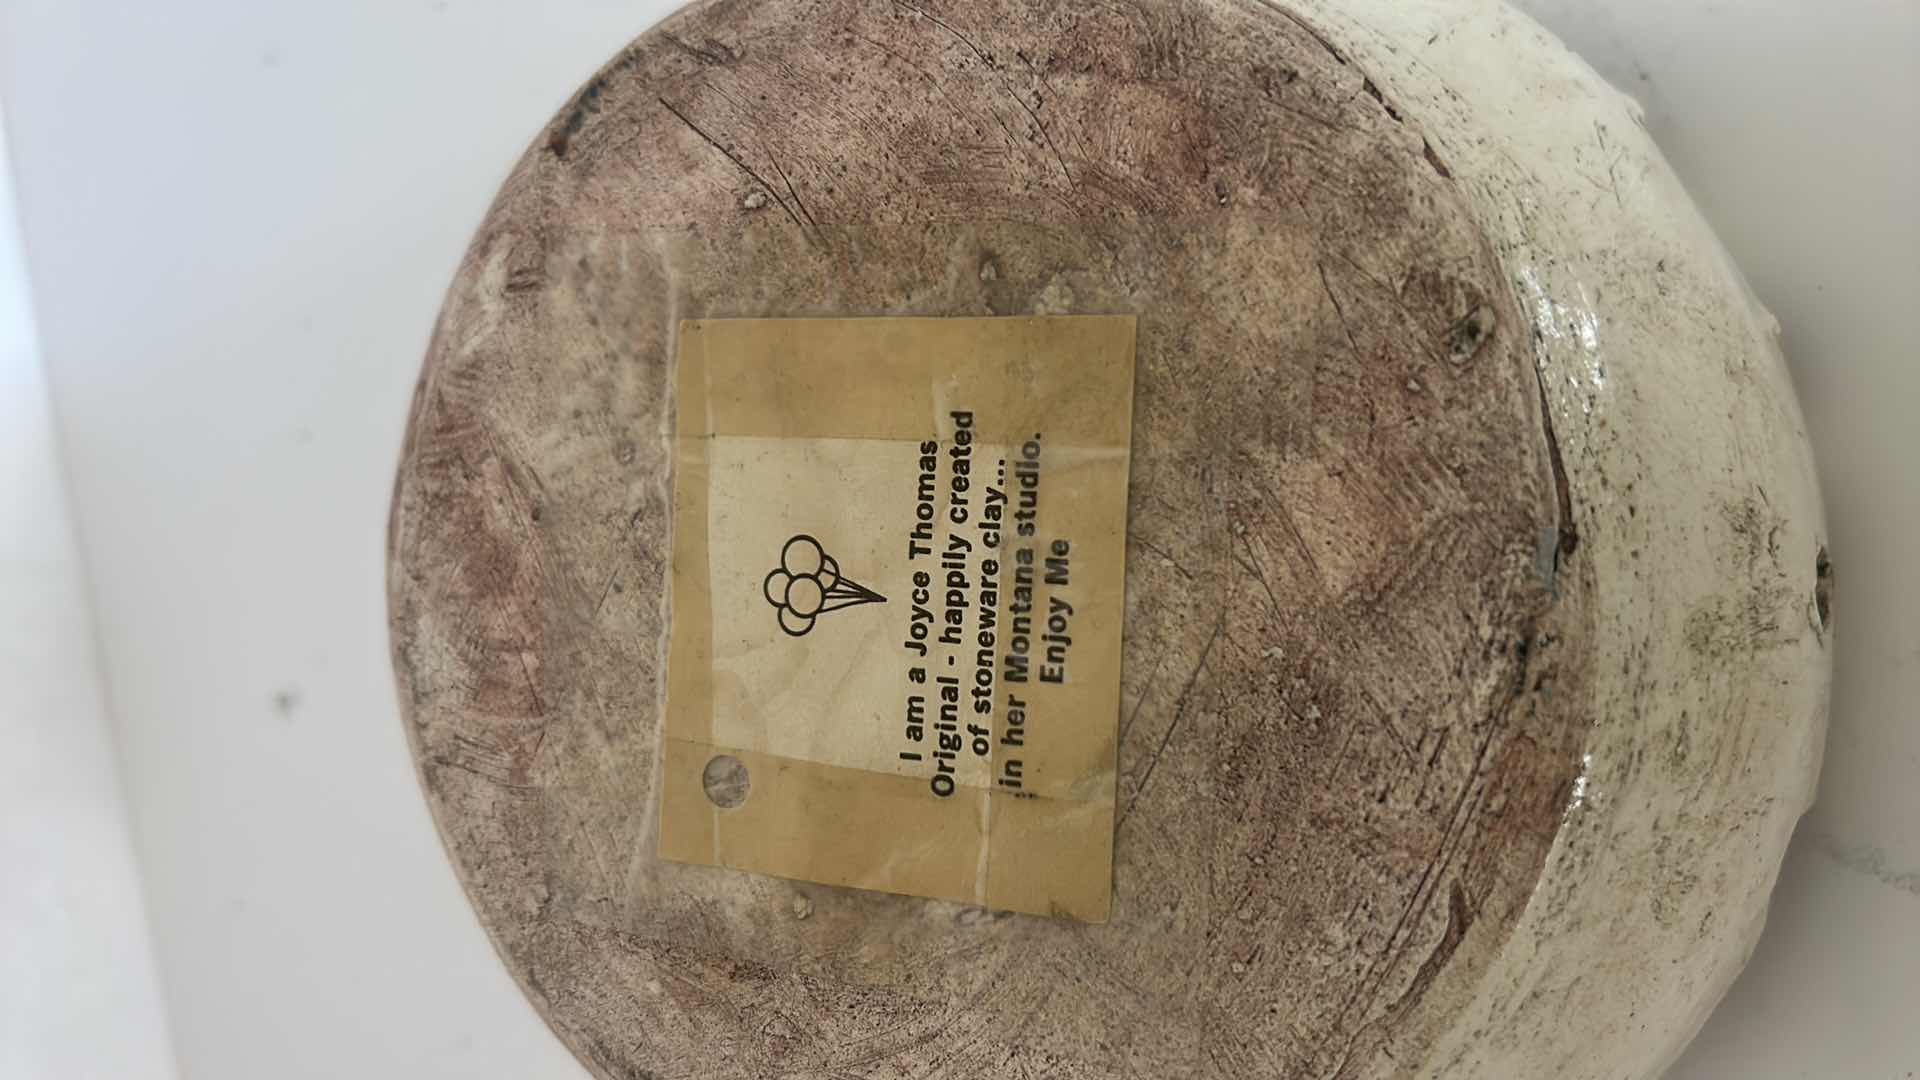 I am a Joyce Thomas
Original - happily created
of stoneware clay...
in her Montana studio.
Enjoy Me